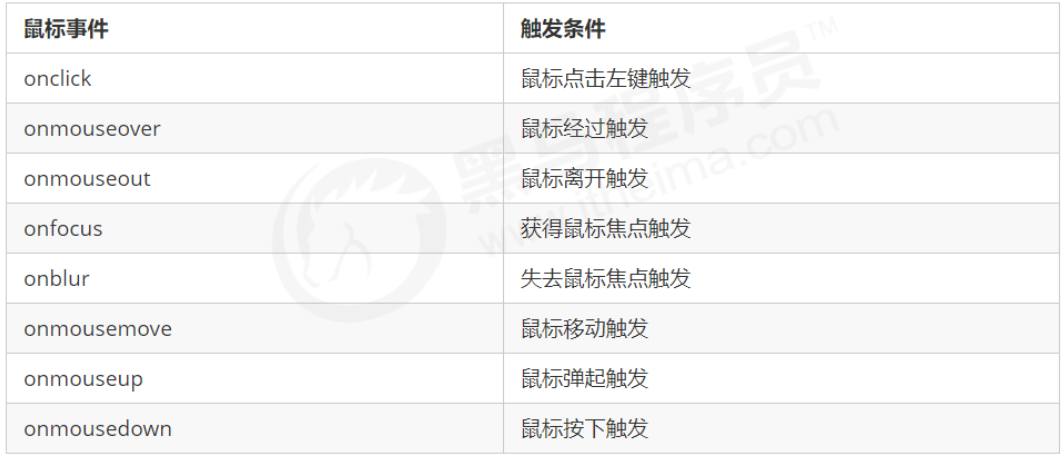 鼠标事件 触发条件
onclick 鼠标点击左键触发
onmouseover 鼠标经过触发
onmouseout 鼠标离开触发
onfocus 获得鼠标焦点触发
onblur 失去鼠标焦点触发
onmousemove 鼠标移动触发
onmouseup 鼠标弹起触发
onmousedown 鼠标按下触发
黑马程序员™
www.itheima.com